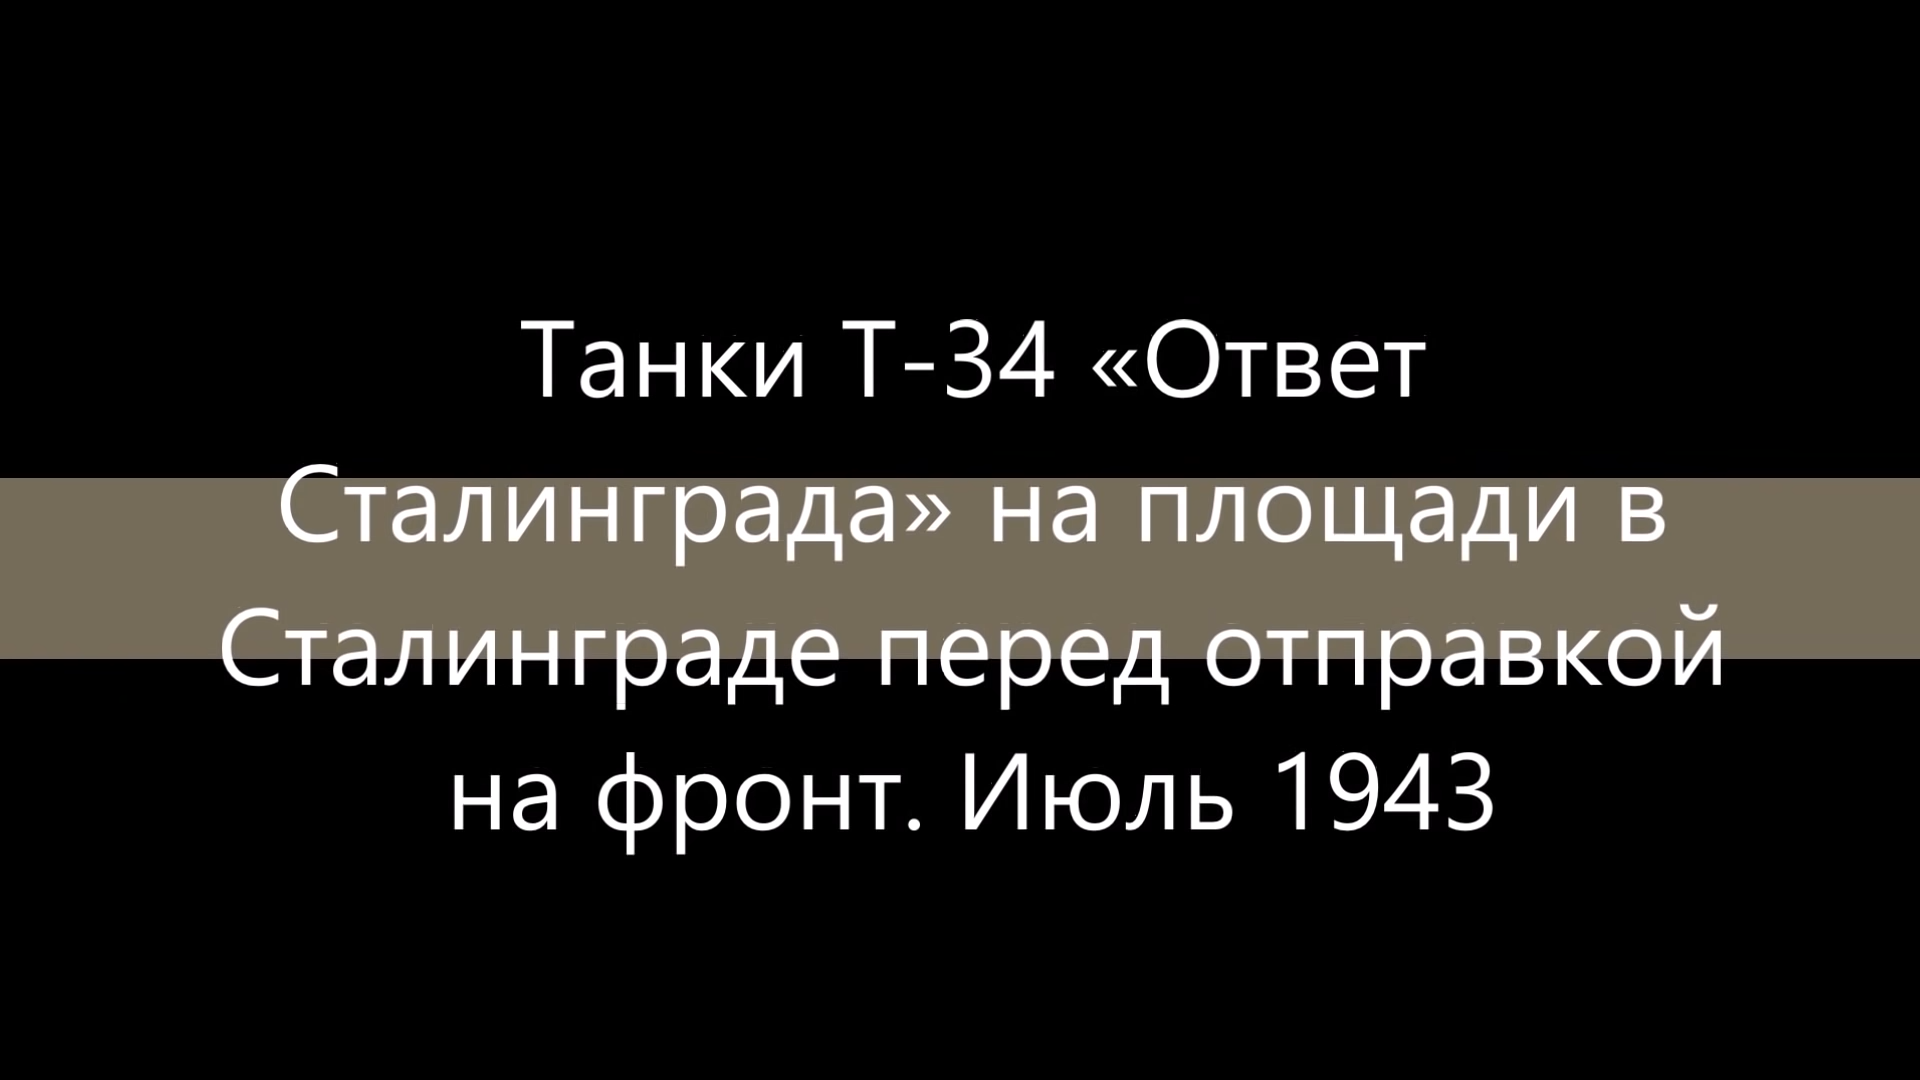 Танки Т-34 «Ответ
Сталинграда» на площади в
Сталинграде перед отправкой
на фронт. Июль 1943